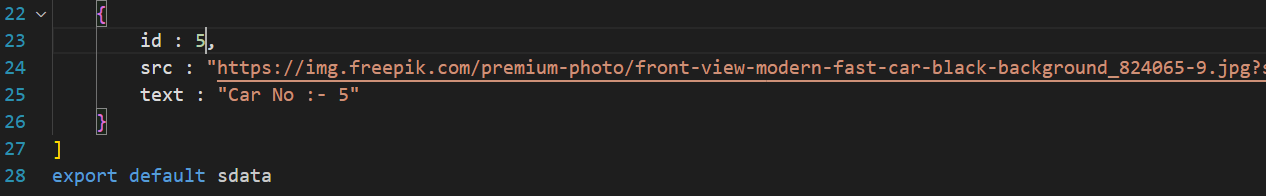 22 {
23 id : 5,
24 src : "https://img.freepik.com/premium-photo/front-view-modern-fast-car-black-background_824065-9.jpg?s
25 text : "Car No :- 5"
26 }
27 ]
28 export default sdata